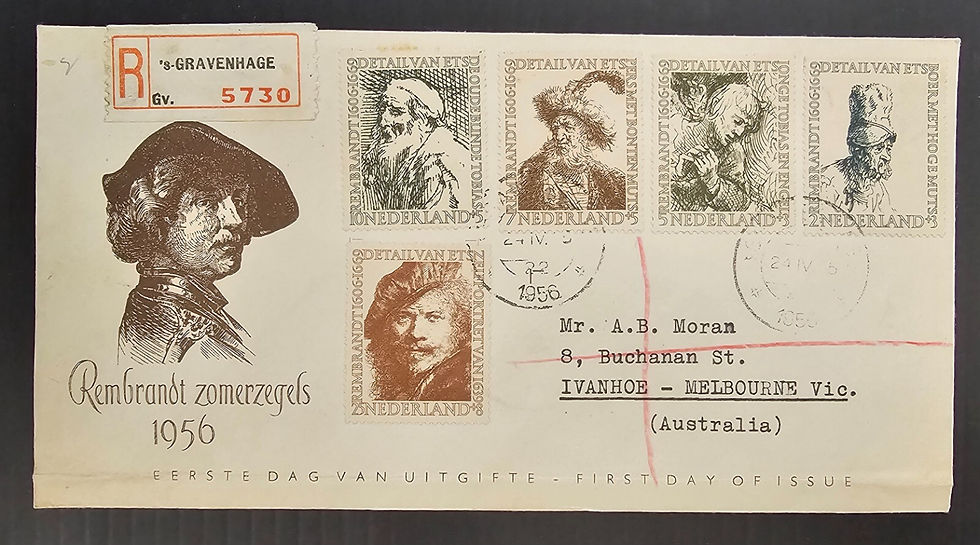 R
's-GRAVENHAGE
Gv. 5730
DETAIL VAN ETS
DE OUDE BLINDE TOBIAS
REMBRANDT 1606-1669
10 NEDERLAND +5
DETAIL VAN ETS
PERS MET BONTEN MUTS
REMBRANDT 1606-1669
7 NEDERLAND +5
DETAIL VAN ETS
JONGE TOBIAS EN ENGEL
REMBRANDT 1606-1669
5 NEDERLAND +3
DETAIL VAN ETS
BOER MET HOGE MUTS
REMBRANDT 1606-1669
2 NEDERLAND +3
DETAIL VAN ETS
ZELFPORTRET VAN 1639
REMBRANDT 1606-1669
25 NEDERLAND +8
24 IV 5
1956
24 IV 5
Mr. A.B. Moran
8, Buchanan St.
IVANHOE - MELBOURNE Vic.
(Australia)
Rembrandt zomerzegels
1956
EERSTE DAG VAN UITGIFTE - FIRST DAY OF ISSUE